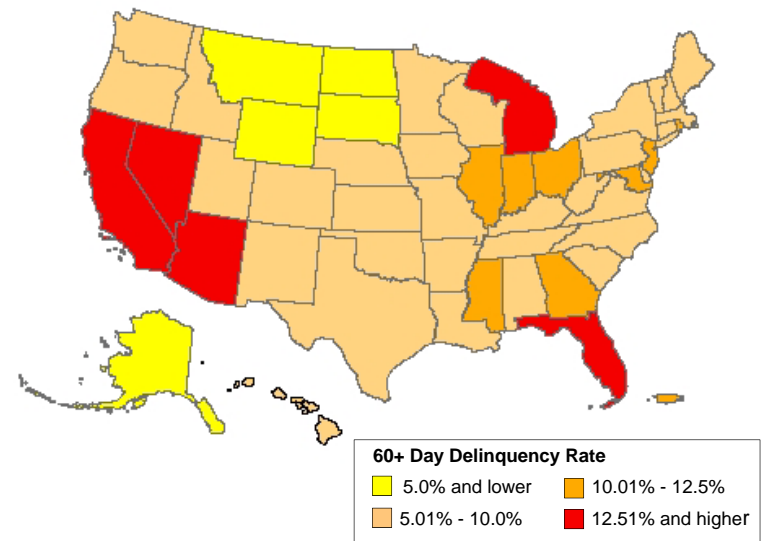 60+ Day Delinquency Rate
5.0% and lower 10.01% - 12.5%
5.01% - 10.0% 12.51% and higher